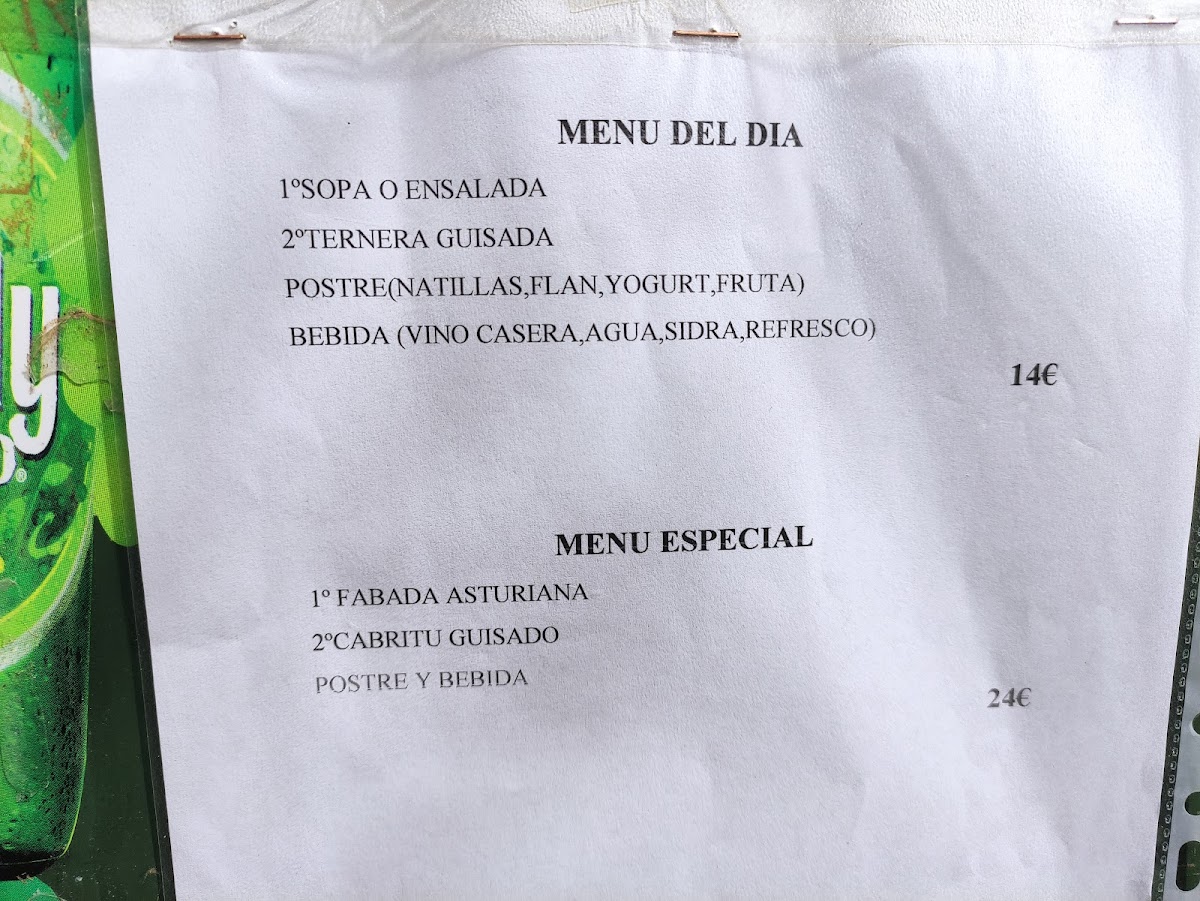 MENU DEL DIA
1ºSOPA O ENSALADA
2ºTERNERA GUISADA
POSTRE(NATILLAS,FLAN,YOGURT,FRUTA)
BEBIDA (VINO CASERA,AGUA,SIDRA,REFRESCO)
14€
MENU ESPECIAL
1º FABADA ASTURIANA
2ºCABRITU GUISADO
POSTRE Y BEBIDA
24€